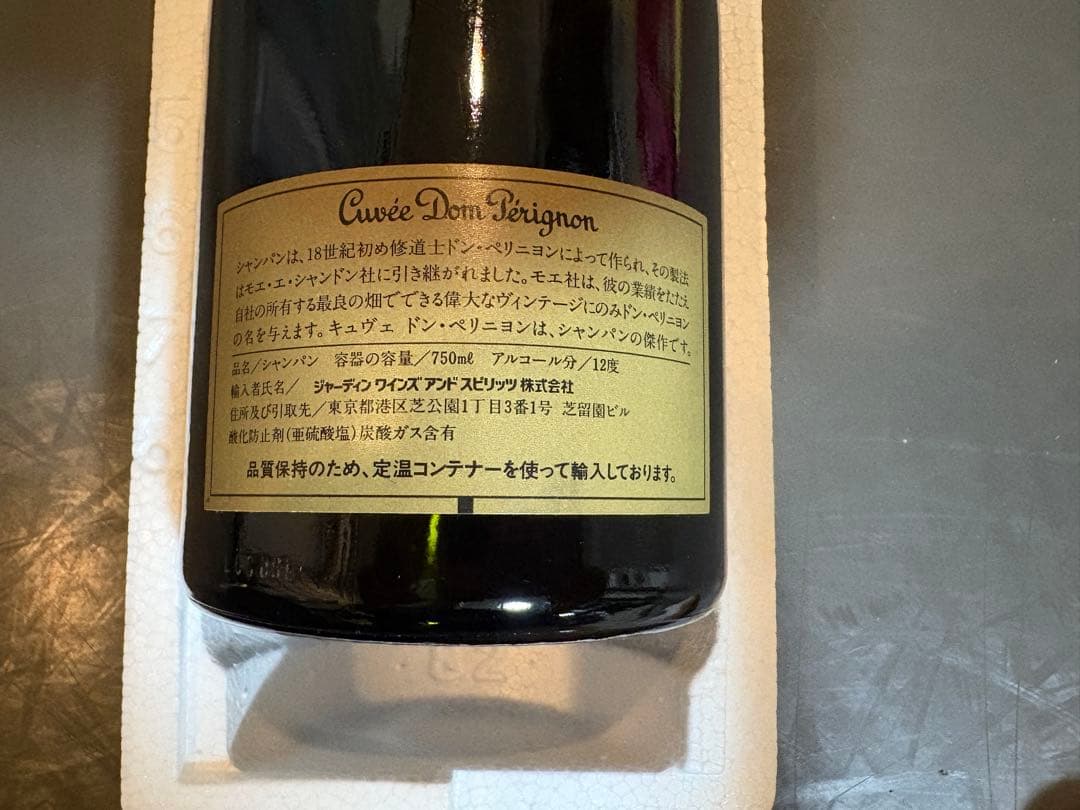 Cuvée Dom Pérignon
シャンパンは、18世紀初め修道士ドン・ペリニヨンによって作られ、その製法
はモエ・エ・シャンドン社に引き継がれました。モエ社は、彼の業績をたたえ
自社の所有する最良の畑でできる偉大なヴィンテージにのみドン・ペリニヨン
の名を与えます。キュヴェ ドン・ペリニヨンは、シャンパンの傑作です。
品名/シャンパン 容器の容量/750mℓ アルコール分/12度
輸入者氏名/ ジャーディン ワインズ アンド スピリッツ 株式会社
住所及び引取先/東京都港区芝公園1丁目3番1号 芝留園ビル
酸化防止剤(亜硫酸塩)炭酸ガス含有
品質保持のため、定温コンテナーを使って輸入しております。